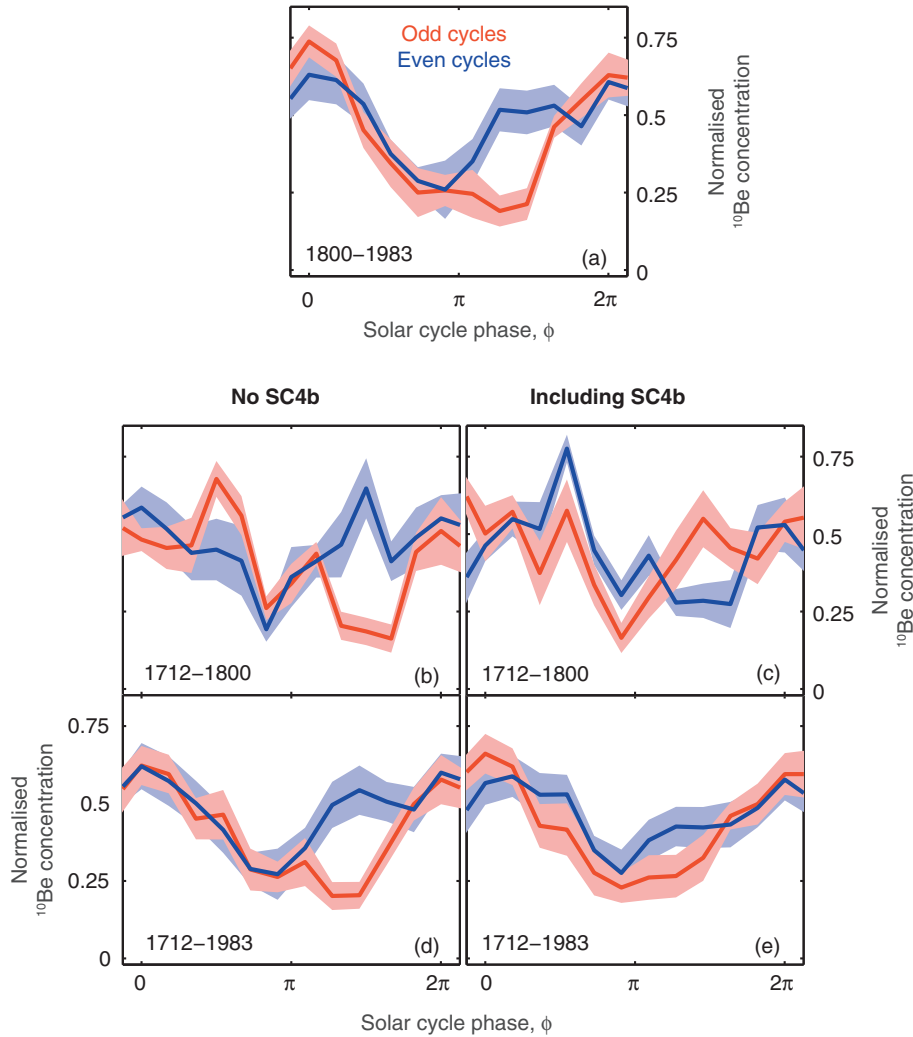 Odd cycles
Even cycles
0.75
0.5
0.25
0
Normalised
¹⁰Be concentration
1800–1983
(a)
0
π
2π
Solar cycle phase, ϕ
No SC4b
Including SC4b
0.75
0.5
0.25
0
Normalised
¹⁰Be concentration
1712–1800
(b)
1712–1800
(c)
0.75
0.5
0.25
0
Normalised
¹⁰Be concentration
1712–1983
(d)
1712–1983
(e)
0
π
2π
0
π
2π
Solar cycle phase, ϕ